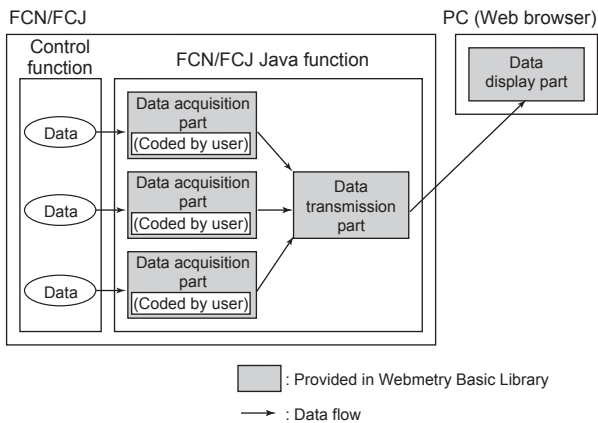 FCN/FCJ
PC (Web browser)
Control
function
FCN/FCJ Java function
Data
display part
Data
Data acquisition
part
(Coded by user)
Data
Data acquisition
part
(Coded by user)
Data
transmission
part
Data
Data acquisition
part
(Coded by user)
: Provided in Webmetry Basic Library
: Data flow